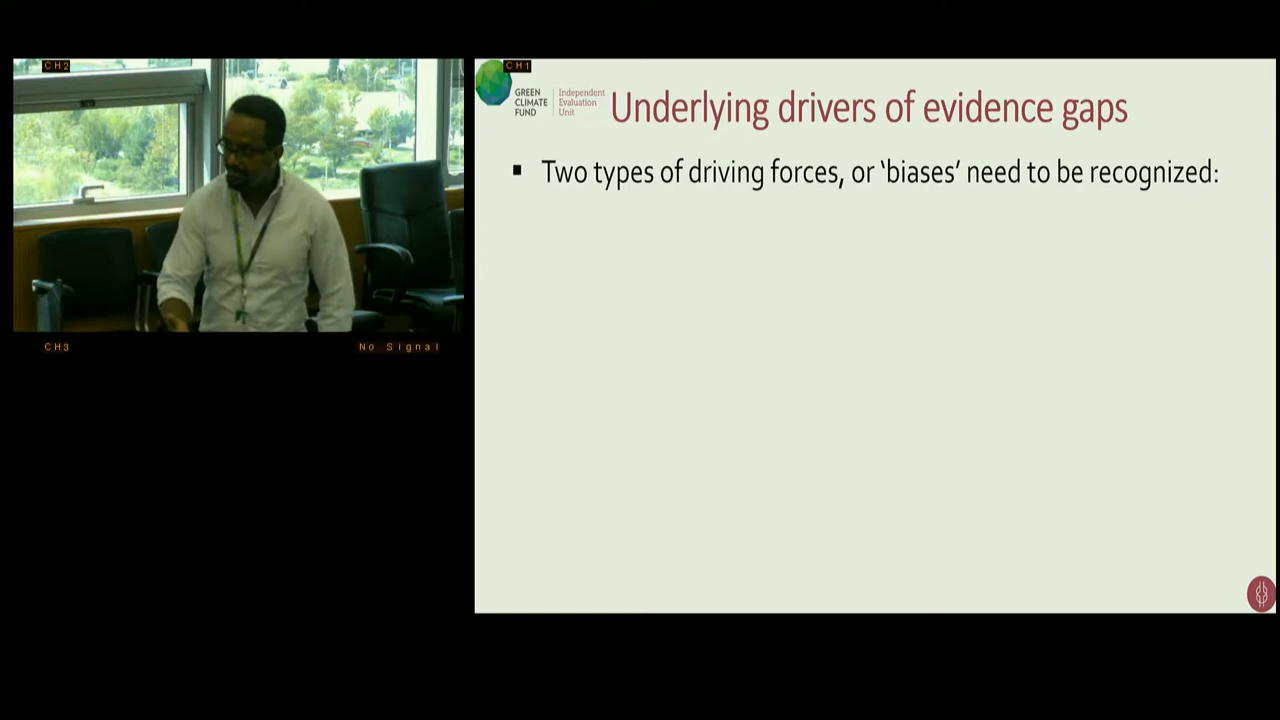 CH2
CH1
GREEN
CLIMATE
FUND
Independent
Evaluation
Unit
Underlying drivers of evidence gaps
▪ Two types of driving forces, or ‘biases’ need to be recognized:
CH3
No Signal